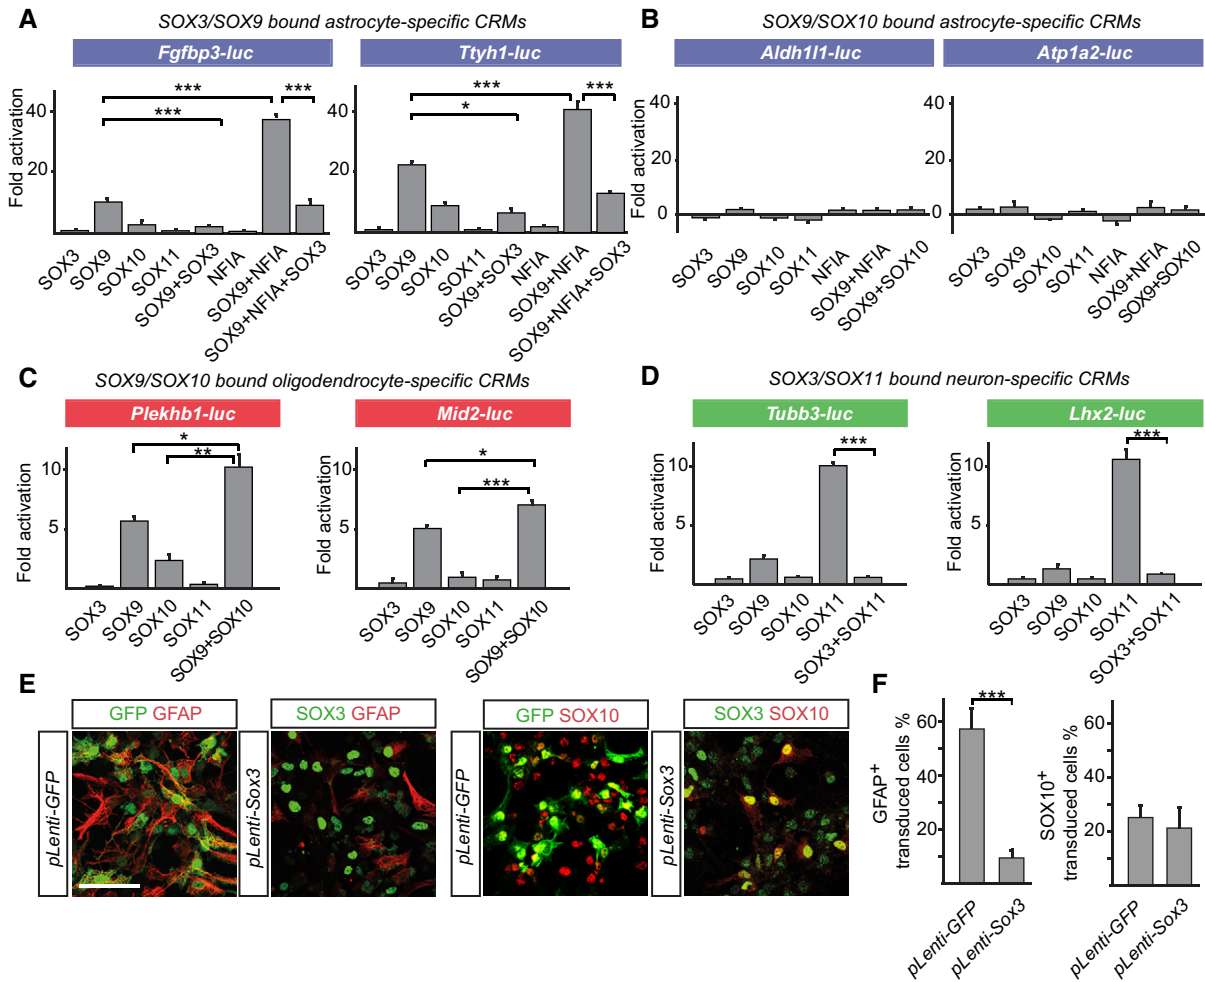 A
SOX3/SOX9 bound astrocyte-specific CRMs
Fgfbp3-luc
Ttyh1-luc
Fold activation
40
20
***
***
***
SOX3
SOX9
SOX10
SOX11
SOX9+SOX3
NFIA
SOX9+NFIA
SOX9+NFIA+SOX3
40
20
***
*
***
SOX3
SOX9
SOX10
SOX11
SOX9+SOX3
NFIA
SOX9+NFIA
SOX9+NFIA+SOX3
B
SOX9/SOX10 bound astrocyte-specific CRMs
Aldh1l1-luc
Atp1a2-luc
Fold activation
40
20
0
SOX3
SOX9
SOX10
SOX11
NFIA
SOX9+NFIA
SOX9+SOX10
40
20
0
SOX3
SOX9
SOX10
SOX11
NFIA
SOX9+NFIA
SOX9+SOX10
C
SOX9/SOX10 bound oligodendrocyte-specific CRMs
Plekhb1-luc
Mid2-luc
Fold activation
10
5
*
**
SOX3
SOX9
SOX10
SOX11
SOX9+SOX10
Fold activation
10
5
*
***
SOX3
SOX9
SOX10
SOX11
SOX9+SOX10
D
SOX3/SOX11 bound neuron-specific CRMs
Tubb3-luc
Lhx2-luc
Fold activation
10
5
***
SOX3
SOX9
SOX10
SOX11
SOX3+SOX11
Fold activation
10
5
***
SOX3
SOX9
SOX10
SOX11
SOX3+SOX11
E
GFP GFAP
pLenti-GFP
SOX3 GFAP
pLenti-Sox3
GFP SOX10
pLenti-GFP
SOX3 SOX10
pLenti-Sox3
F
GFAP+
transduced cells %
60
40
20
***
pLenti-GFP
pLenti-Sox3
SOX10+
transduced cells %
60
40
20
pLenti-GFP
pLenti-Sox3